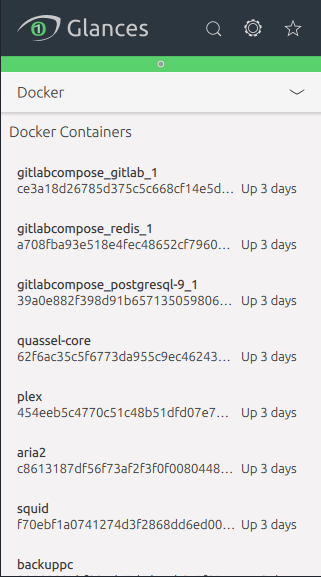 Glances
Docker
Docker Containers
gitlabcompose_gitlab_1
ce3a18d26785d375c5c668cf14e5d… Up 3 days
gitlabcompose_redis_1
a708fba93e518e4fec48652cf7960… Up 3 days
gitlabcompose_postgresql-9_1
39a0e882f398d91b657135059806… Up 3 days
quassel-core
62f6ac35c5f6773da955c9ec46243… Up 3 days
plex
454eeb5c4770c51c48b51dfd07e7… Up 3 days
aria2
c8613187df56f73af2f3f0f0080448… Up 3 days
squid
f70ebf1a0741274d3f2868dd6ed00… Up 3 days
backuppc